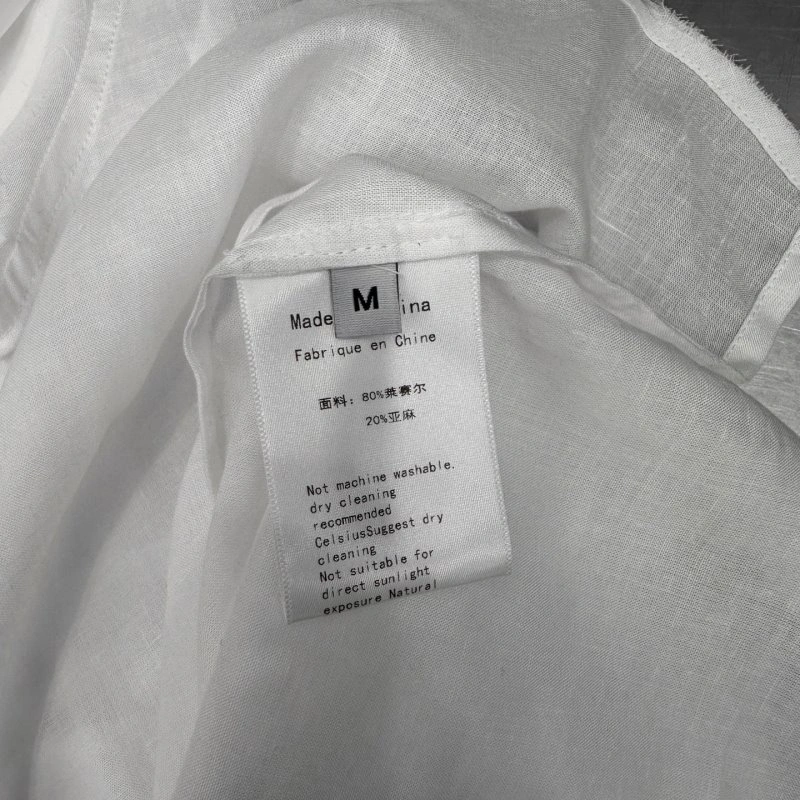 M
Made ina
Fabrique en Chine
面料：80%莱赛尔
20%亚麻
Not machine washable.
dry cleaning
recommended
CelsiusSuggest dry
cleaning
Not suitable for
direct sunlight
exposure Natural